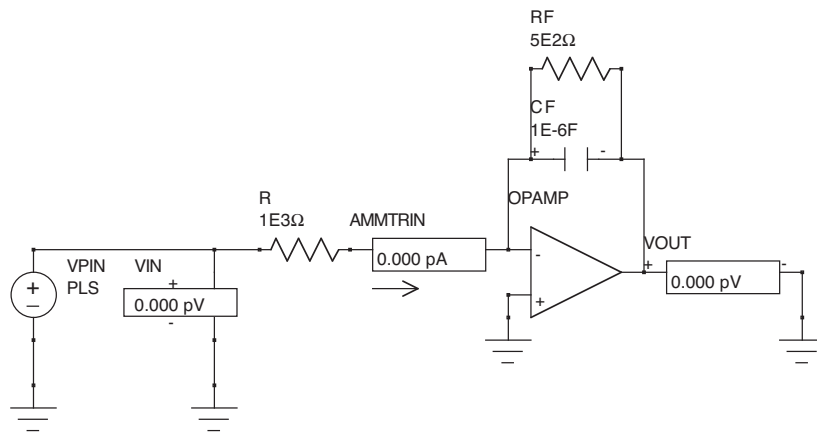 RF
5E2Ω
CF
1E-6F
+ -
OPAMP
R
1E3Ω
AMMTRIN
0.000 pA
-
+
VOUT
+ -
0.000 pV
VPIN
PLS
+
-
VIN
+
0.000 pV
-